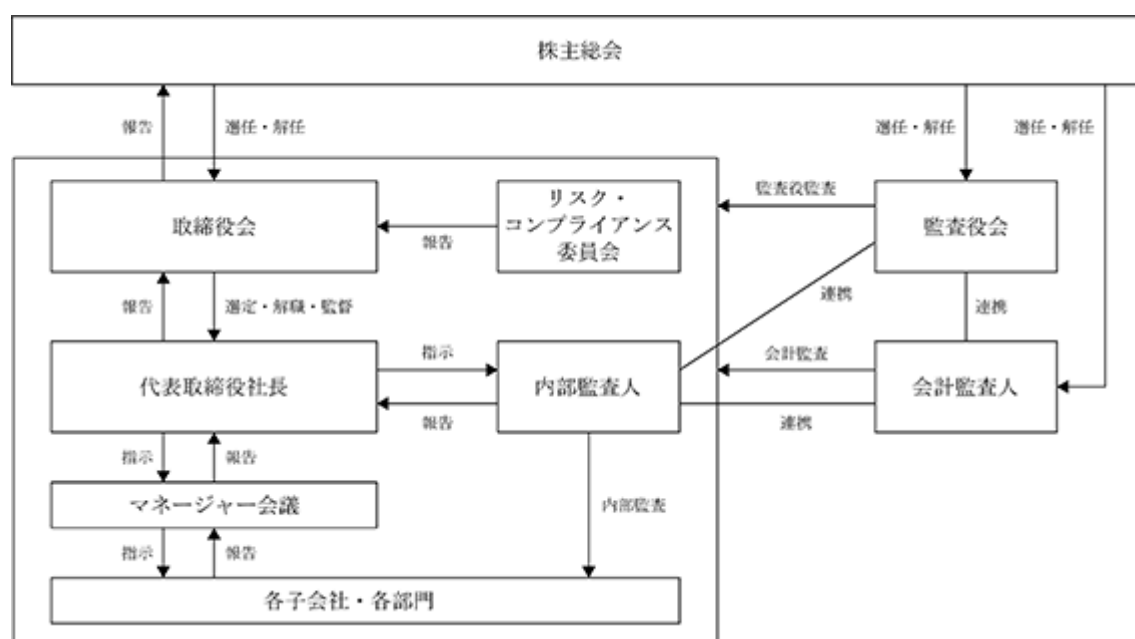 株主総会
報告
選任・解任
選任・解任
選任・解任
取締役会
報告
リスク・
コンプライアンス
委員会
監査役監査
監査役会
報告
選定・解職・監督
連携
連携
代表取締役社長
指示
報告
内部監査人
会計監査
連携
会計監査人
指示
報告
マネージャー会議
内部監査
指示
報告
各子会社・各部門